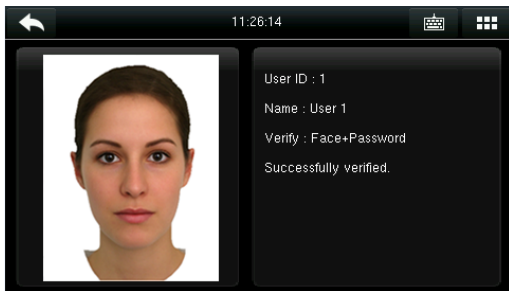 11:26:14
User ID : 1
Name : User 1
Verify : Face+Password
Successfully verified.